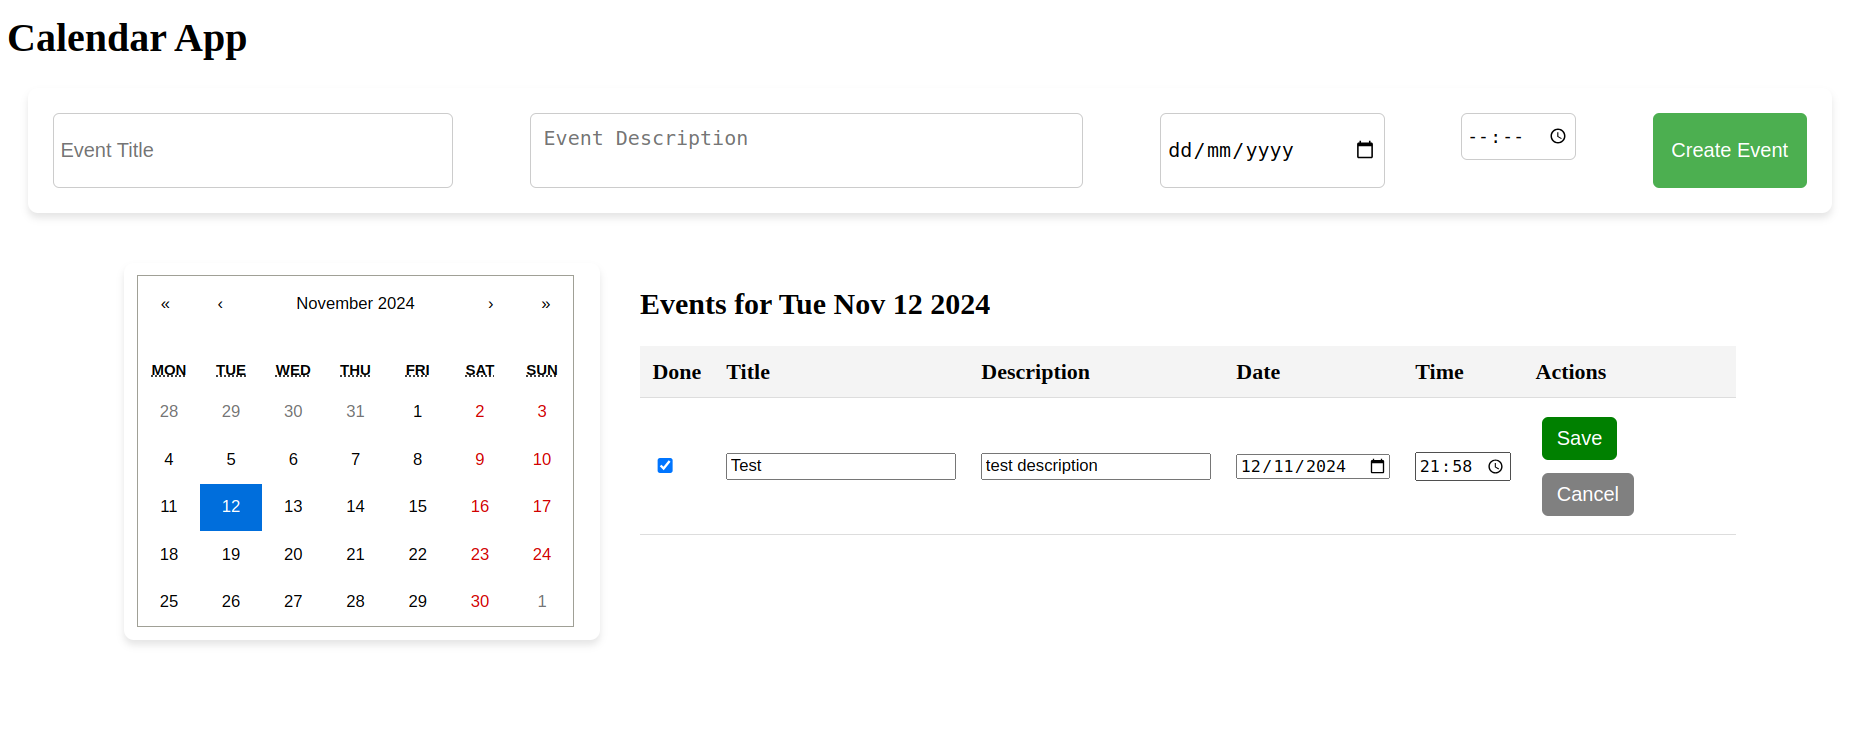 Calendar App
Event Title
Event Description
dd/mm/yyyy
--:--
Create Event
« ‹ November 2024 › »
MON TUE WED THU FRI SAT SUN
28 29 30 31 1 2 3
4 5 6 7 8 9 10
11 12 13 14 15 16 17
18 19 20 21 22 23 24
25 26 27 28 29 30 1
Events for Tue Nov 12 2024
Done Title Description Date Time Actions
Test test description 12/11/2024 21:58
Save
Cancel